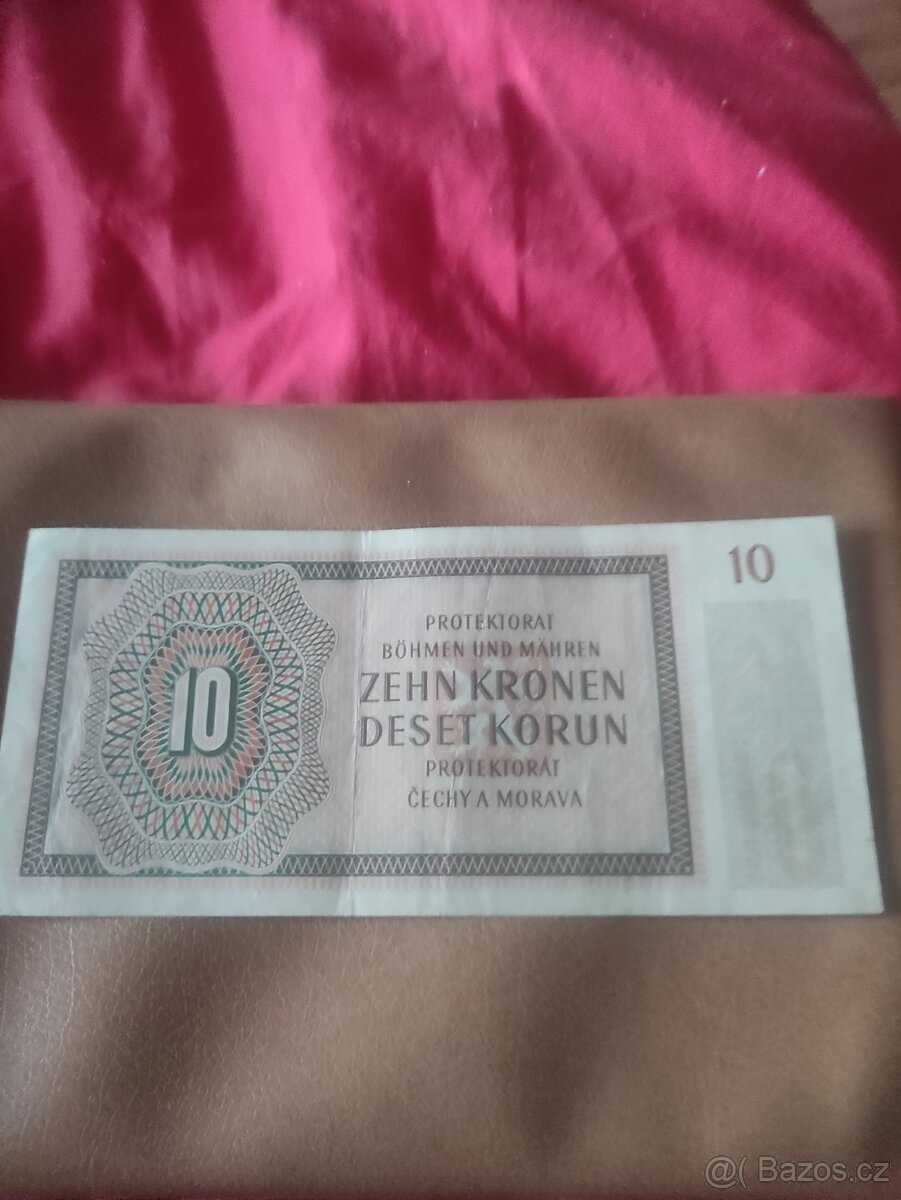 10
PROTEKTORAT
BÖHMEN UND MÄHREN
ZEHN KRONEN
DESET KORUN
PROTEKTORÁT
ČECHY A MORAVA
10
@( Bazos.cz